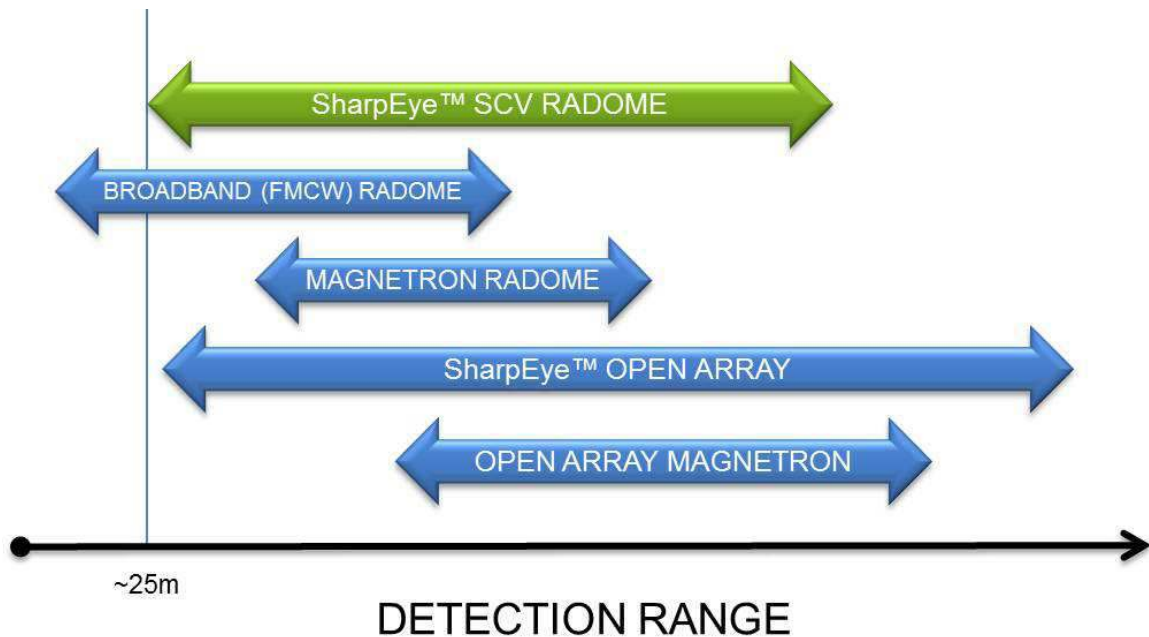 SharpEye™ SCV RADOME
BROADBAND (FMCW) RADOME
MAGNETRON RADOME
SharpEye™ OPEN ARRAY
OPEN ARRAY MAGNETRON
~25m
DETECTION RANGE